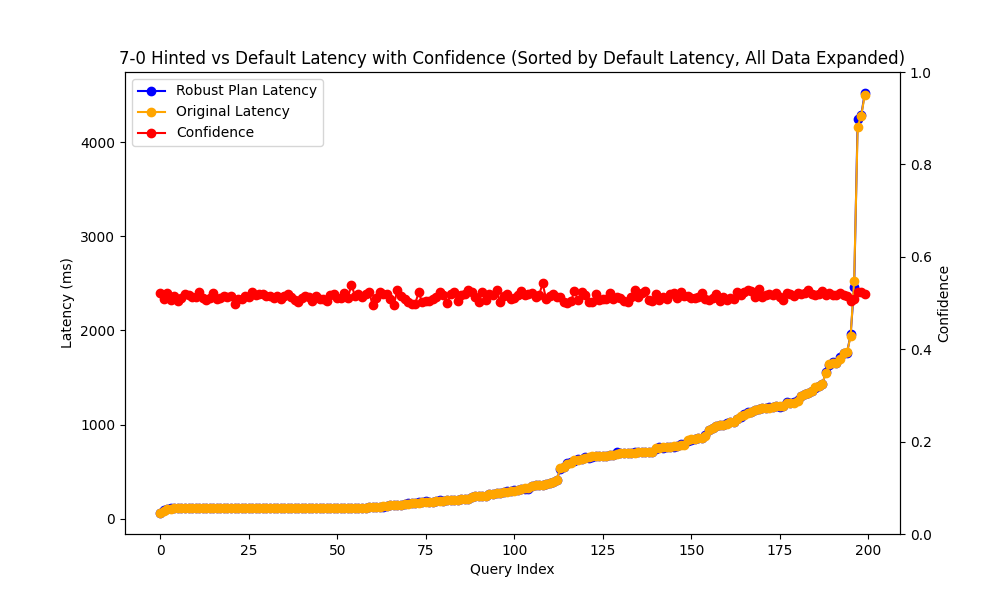 7-0 Hinted vs Default Latency with Confidence (Sorted by Default Latency, All Data Expanded)
Robust Plan Latency
Original Latency
Confidence
Latency (ms)
4000
3000
2000
1000
0
1.0
0.8
0.6
0.4
0.2
0.0
Confidence
0 25 50 75 100 125 150 175 200
Query Index